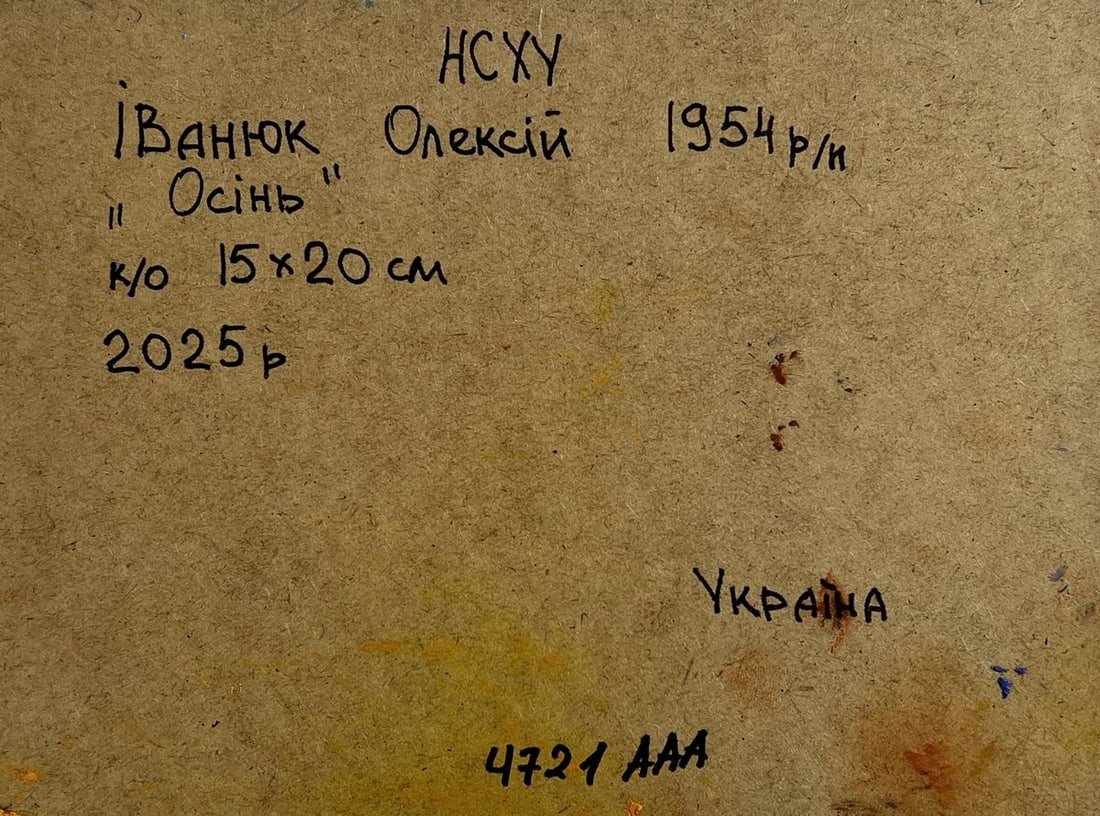 НСХУ
Іванюк Олексій 1954 р/н
„ Осінь "
к/о 15×20 см
2025 р
Україна
4721 ААА